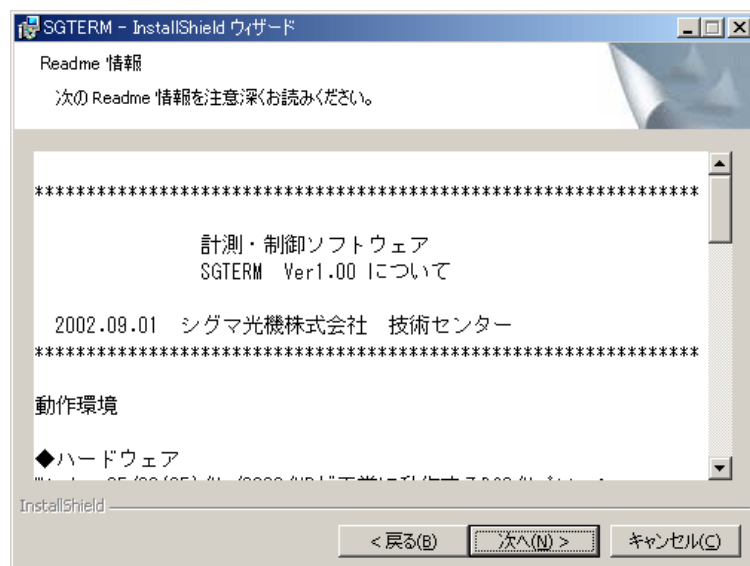 SGTERM - InstallShield ウィザード
Readme 情報
次の Readme 情報を注意深くお読みください。
****************************************************************
計測・制御ソフトウェア
SGTERM Ver1.00 について
2002.09.01 シグマ光機株式会社 技術センター
****************************************************************
動作環境
◆ハードウェア
InstallShield
< 戻る(B)
次へ(N) >
キャンセル(C)